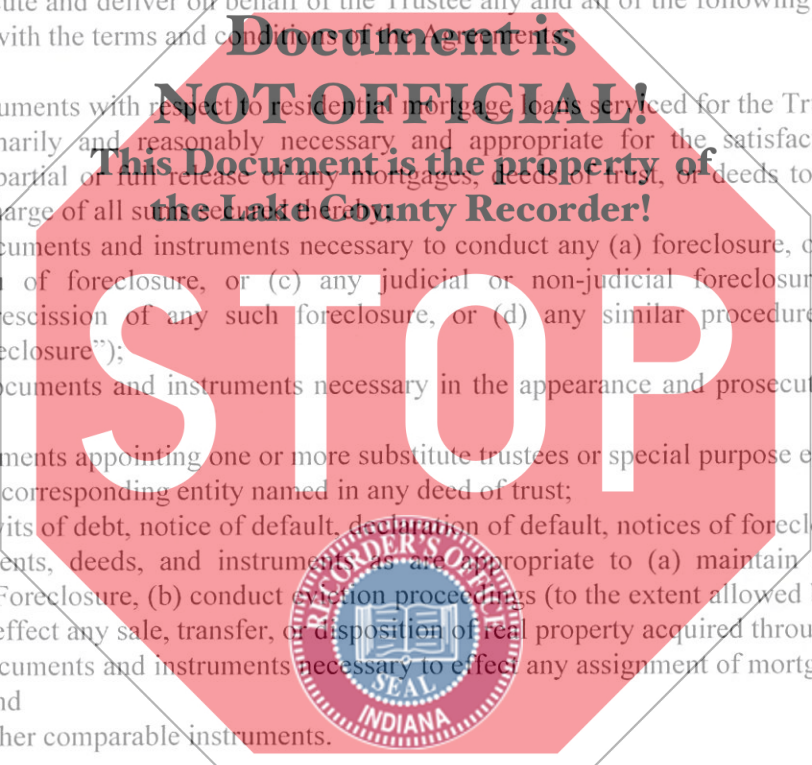 ute and deliver on behalf of the Trustee any and all of the following
with the terms and conditions of the Agreements.
Document is
NOT OFFICIAL!
This Document is the property of
the Lake County Recorder!
uments with respect to residential mortgage loans serviced for the Tr
narily and reasonably necessary and appropriate for the satisfac
partial or full release of any mortgages, deeds of trust, or deeds to
arge of all sums secured thereby;
cuments and instruments necessary to conduct any (a) foreclosure,
of foreclosure, or (c) any judicial or non-judicial foreclosur
rescission of any such foreclosure, or (d) any similar procedure
eclosure”);
ocuments and instruments necessary in the appearance and prosecut
STOP
ments appointing one or more substitute trustees or special purpose e
corresponding entity named in any deed of trust;
vits of debt, notice of default, declaration of default, notices of forecl
ents, deeds, and instruments as are appropriate to (a) maintain
Foreclosure, (b) conduct eviction proceedings (to the extent allowed
effect any sale, transfer, or disposition of real property acquired throu
cuments and instruments necessary to effect any assignment of mortg
nd
her comparable instruments.
RECORDER'S OFFICE
SEAL
INDIANA